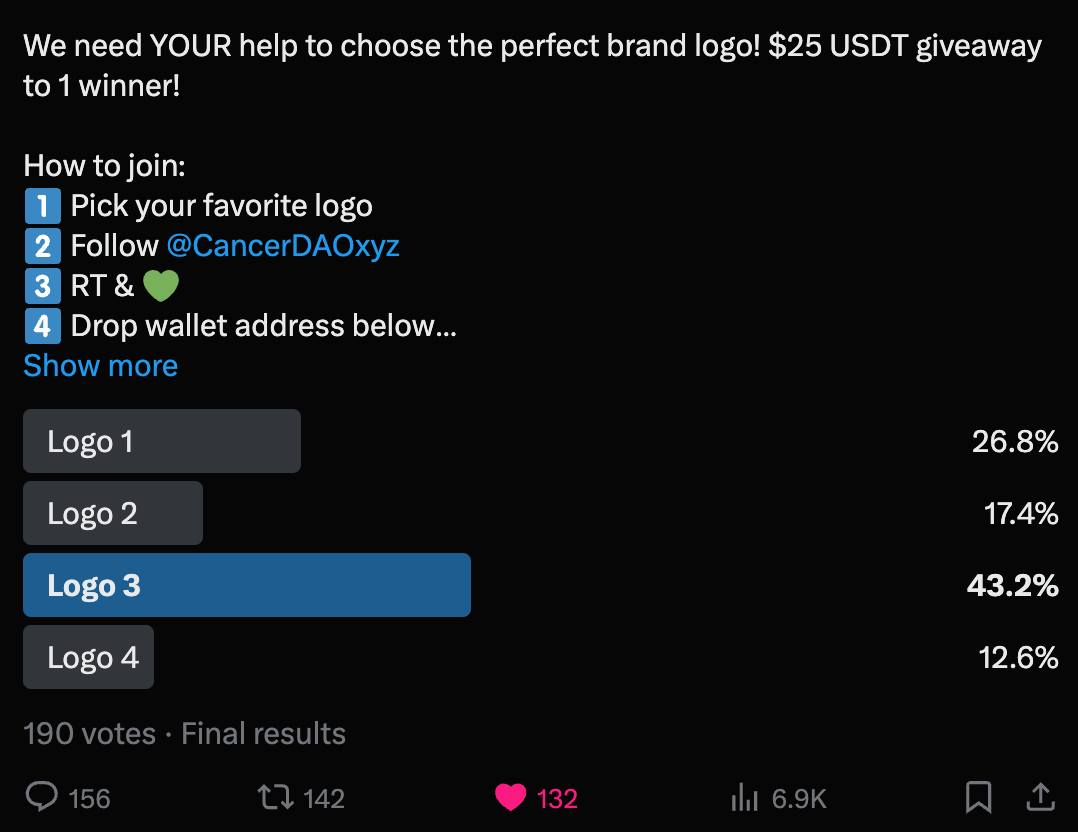 We need YOUR help to choose the perfect brand logo! $25 USDT giveaway
to 1 winner!
How to join:
1️⃣ Pick your favorite logo
2️⃣ Follow @CancerDAOxyz
3️⃣ RT & 💚
4️⃣ Drop wallet address below...
Show more
Logo 1 26.8%
Logo 2 17.4%
Logo 3 43.2%
Logo 4 12.6%
190 votes · Final results
156 142 132 6.9K